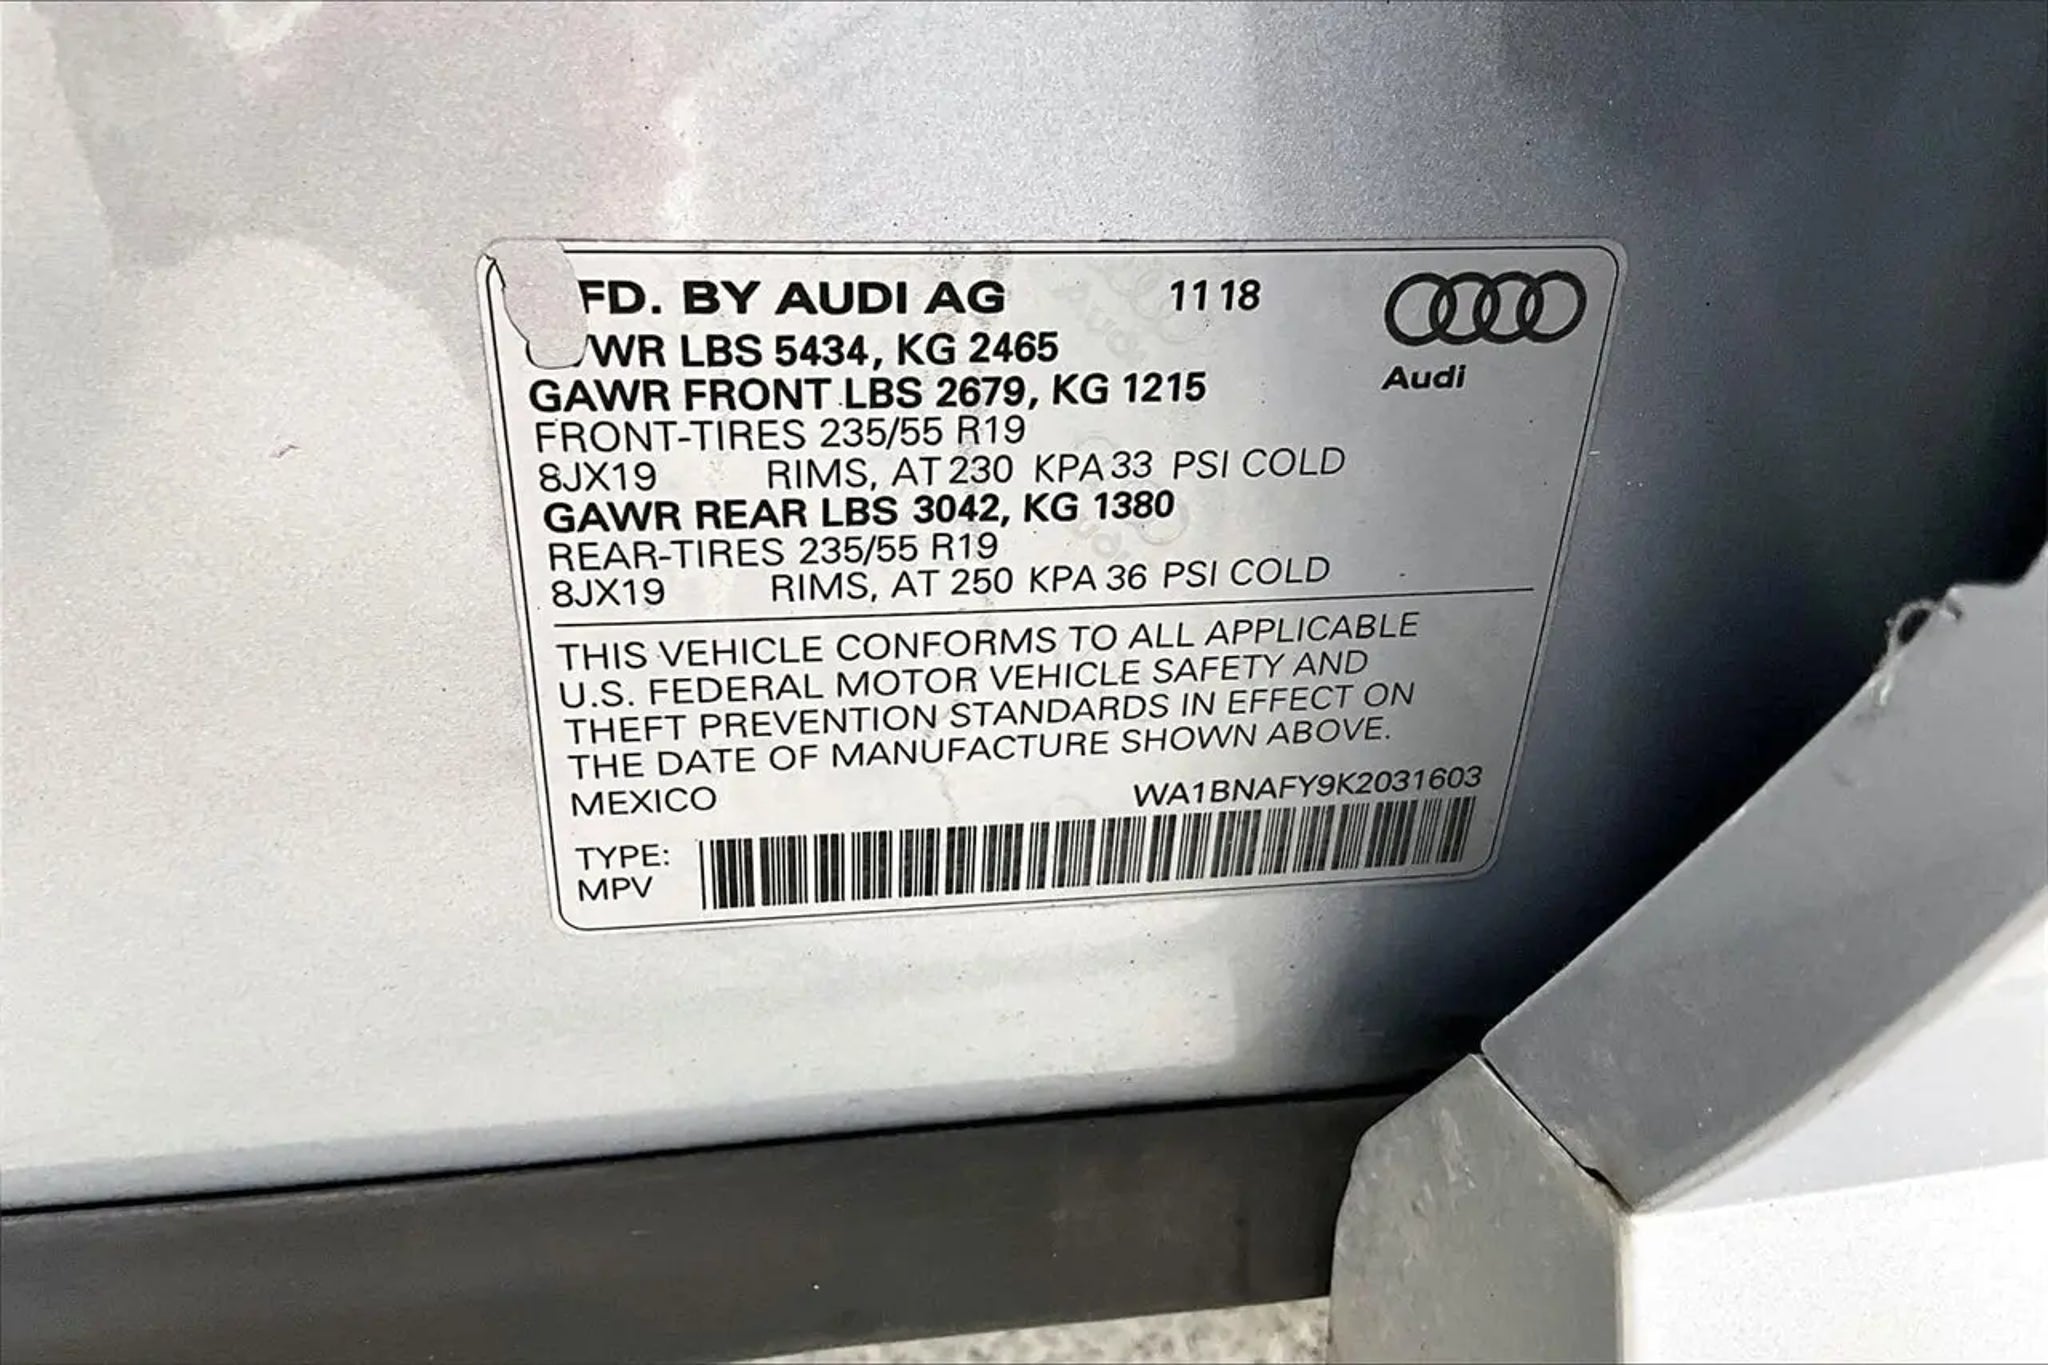 FD. BY AUDI AG 11 18
VWR LBS 5434, KG 2465
Audi
GAWR FRONT LBS 2679, KG 1215
FRONT-TIRES 235/55 R19
8JX19 RIMS, AT 230 KPA 33 PSI COLD
GAWR REAR LBS 3042, KG 1380
REAR-TIRES 235/55 R19
8JX19 RIMS, AT 250 KPA 36 PSI COLD
THIS VEHICLE CONFORMS TO ALL APPLICABLE
U.S. FEDERAL MOTOR VEHICLE SAFETY AND
THEFT PREVENTION STANDARDS IN EFFECT ON
THE DATE OF MANUFACTURE SHOWN ABOVE.
MEXICO WA1BNAFY9K2031603
TYPE:
MPV